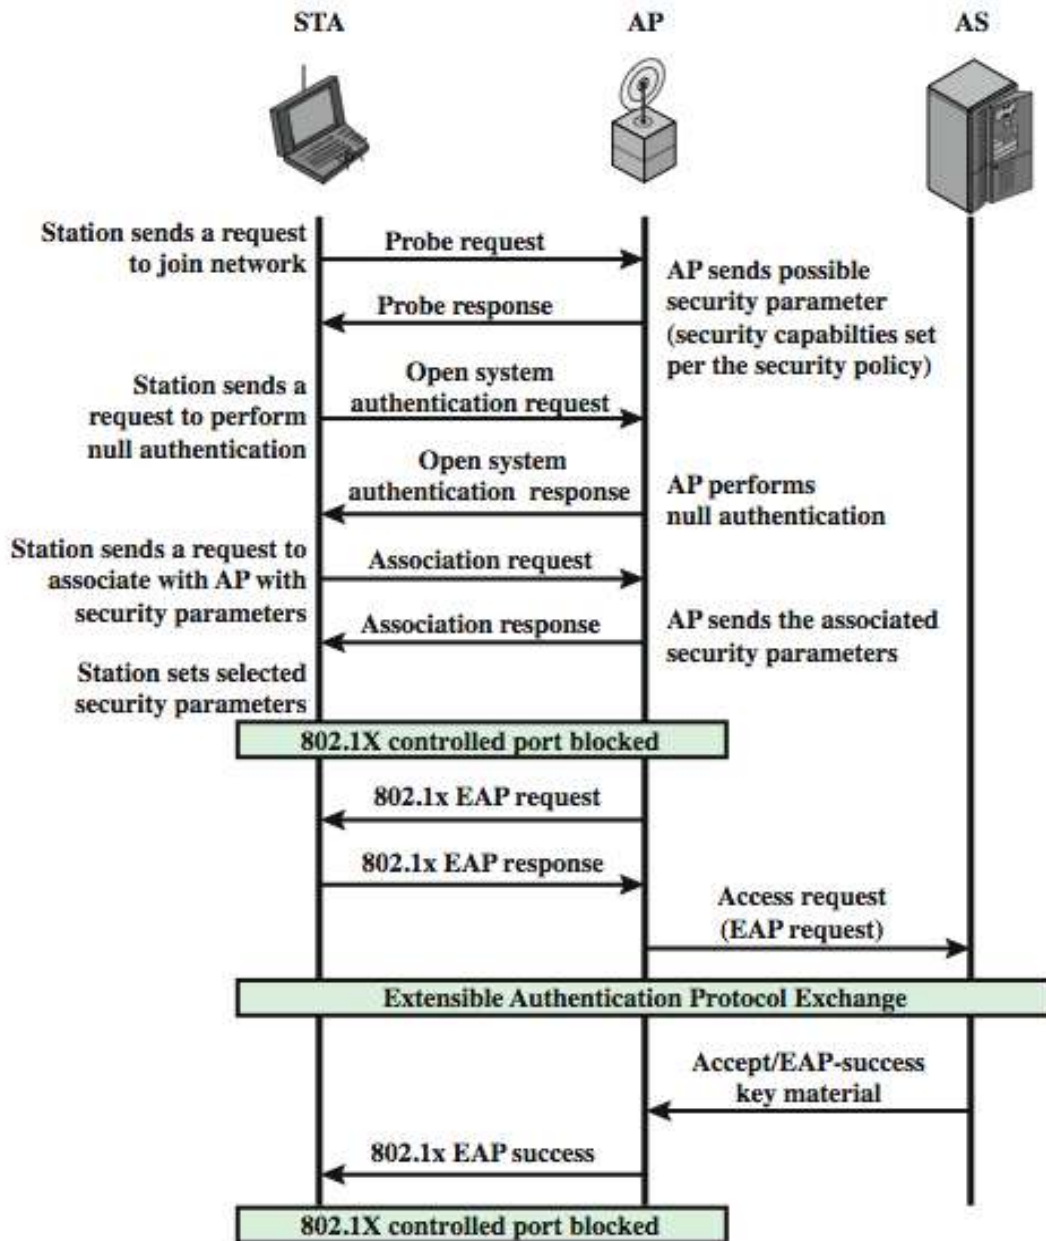 STA
AP
AS
Station sends a request
to join network
Probe request
AP sends possible
security parameter
(security capabilties set
per the security policy)
Probe response
Station sends a
request to perform
null authentication
Open system
authentication request
Open system
authentication response
AP performs
null authentication
Station sends a request to
associate with AP with
security parameters
Association request
Association response
AP sends the associated
security parameters
Station sets selected
security parameters
802.1X controlled port blocked
802.1x EAP request
802.1x EAP response
Access request
(EAP request)
Extensible Authentication Protocol Exchange
Accept/EAP-success
key material
802.1x EAP success
802.1X controlled port blocked